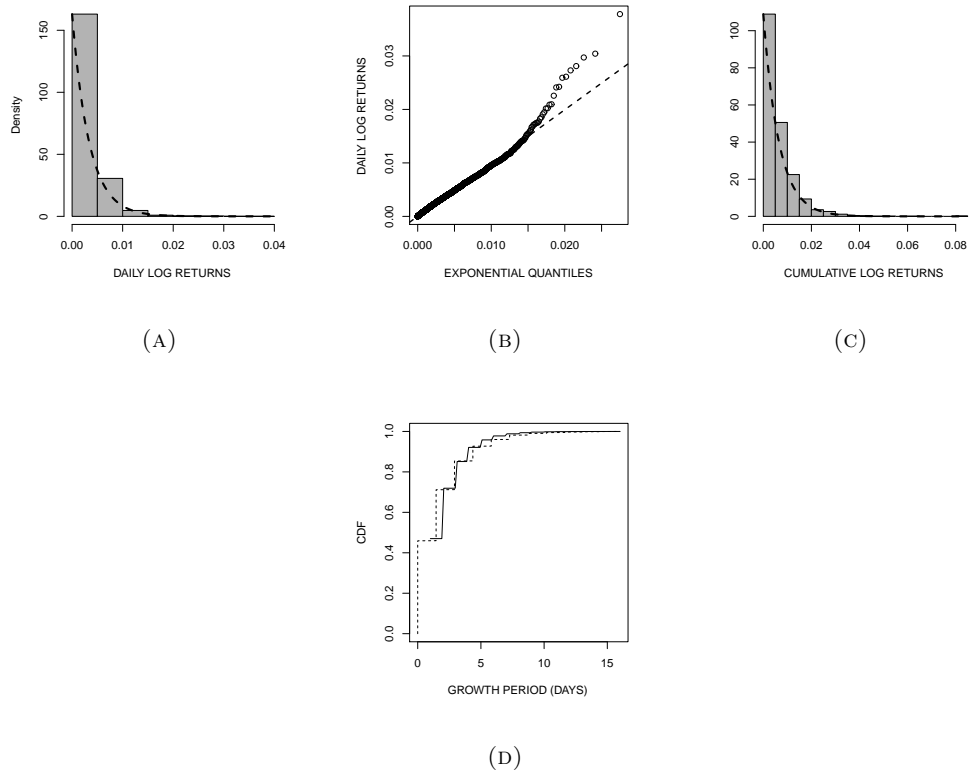 Density
0 50 100 150
0.00 0.01 0.02 0.03 0.04
DAILY LOG RETURNS
(A)
DAILY LOG RETURNS
0.00 0.01 0.02 0.03
0.000 0.010 0.020
EXPONENTIAL QUANTILES
(B)
0 20 40 60 80 100
0.00 0.02 0.04 0.06 0.08
CUMULATIVE LOG RETURNS
(C)
CDF
0.0 0.2 0.4 0.6 0.8 1.0
0 5 10 15
GROWTH PERIOD (DAYS)
(D)